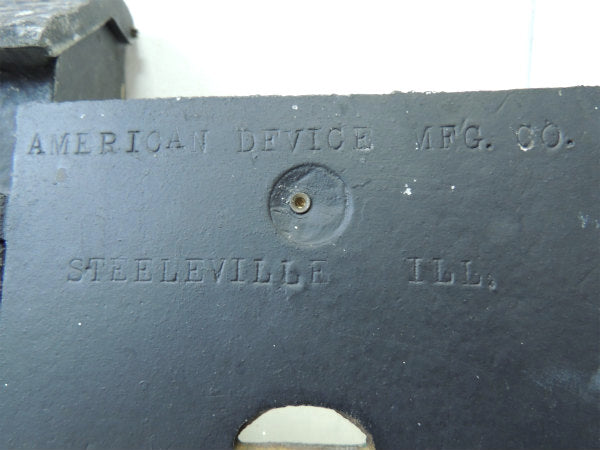 AMERICAN DEVICE MFG. CO.
STEELEVILLE ILL.